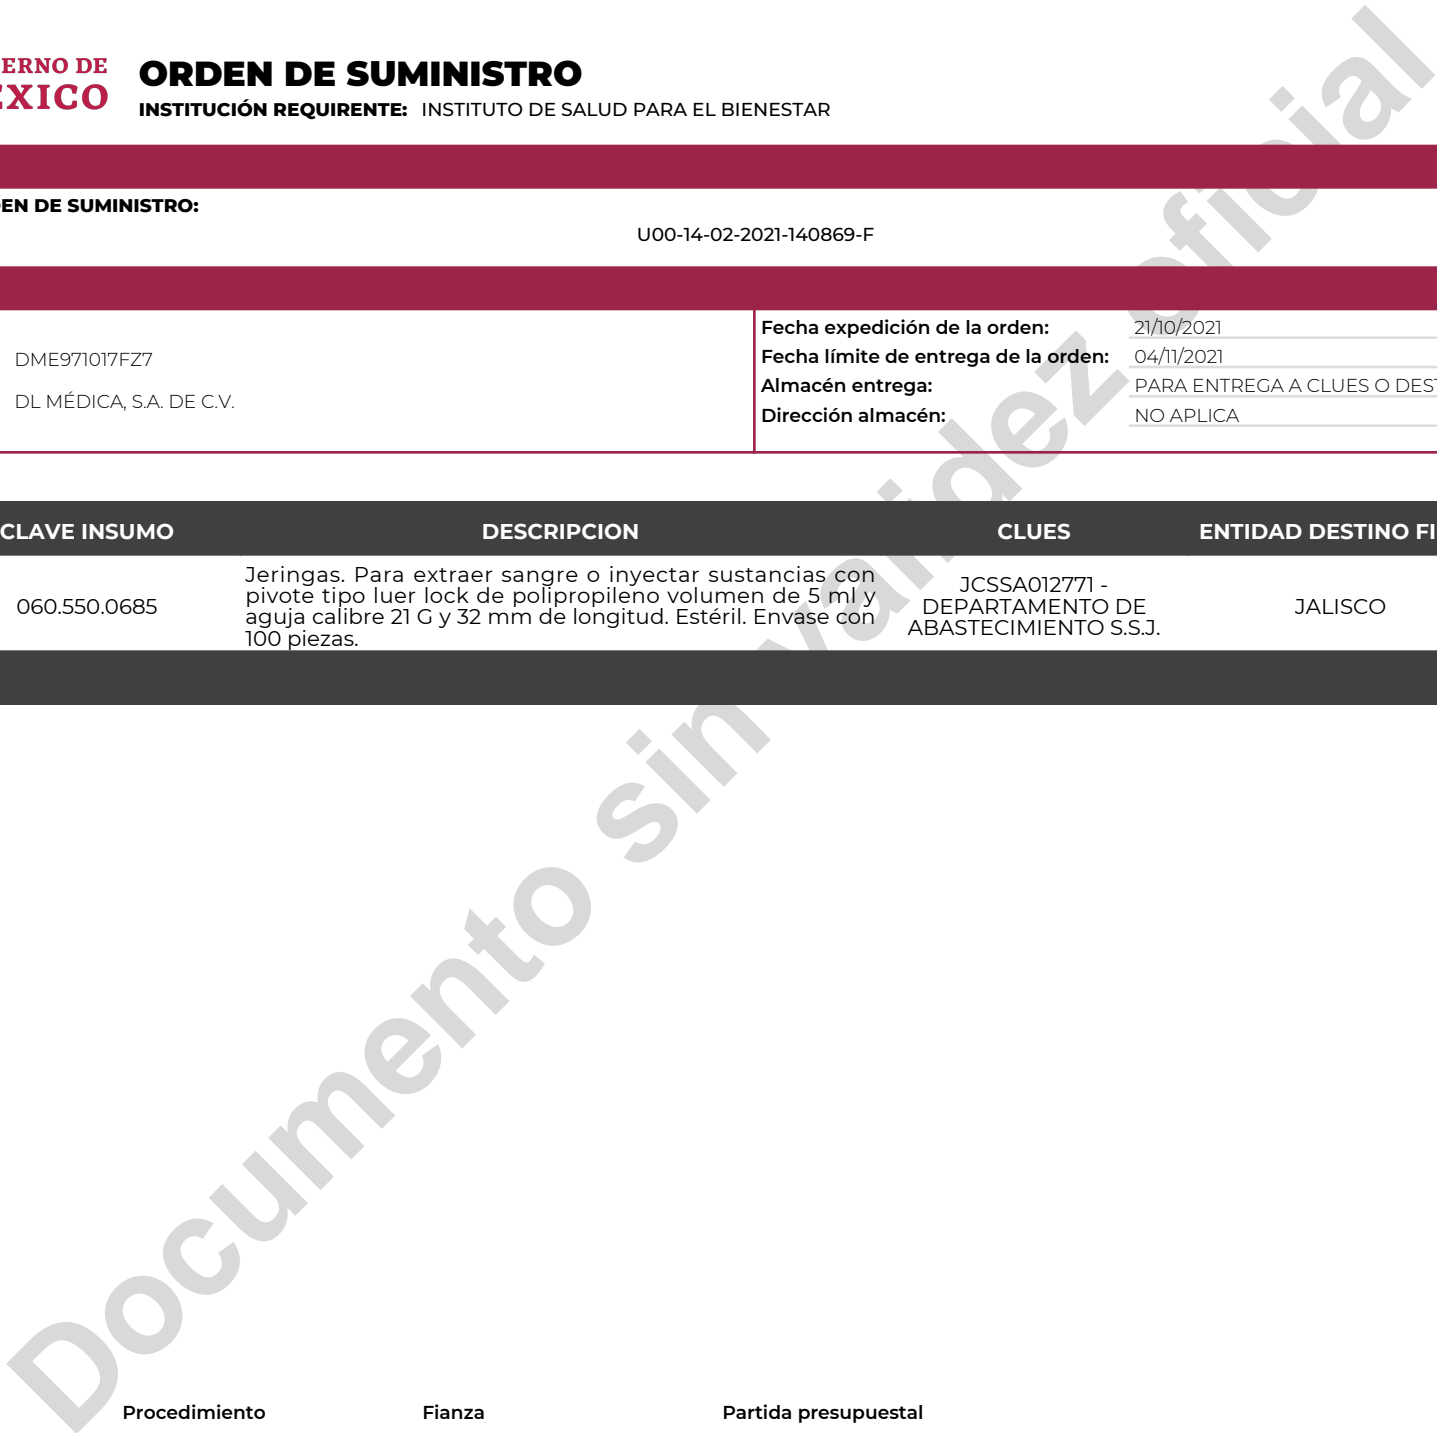 ERNO DE
EXICO
ORDEN DE SUMINISTRO
INSTITUCIÓN REQUIRENTE: INSTITUTO DE SALUD PARA EL BIENESTAR
EN DE SUMINISTRO:
U00-14-02-2021-140869-F
DME971017FZ7
DL MÉDICA, S.A. DE C.V.
Fecha expedición de la orden: 21/10/2021
Fecha límite de entrega de la orden: 04/11/2021
Almacén entrega: PARA ENTREGA A CLUES O DEST
Dirección almacén: NO APLICA
CLAVE INSUMO DESCRIPCION CLUES ENTIDAD DESTINO FI
060.550.0685
Jeringas. Para extraer sangre o inyectar sustancias con
pivote tipo luer lock de polipropileno volumen de 5 ml y
aguja calibre 21 G y 32 mm de longitud. Estéril. Envase con
100 piezas.
JCSSA012771 -
DEPARTAMENTO DE
ABASTECIMIENTO S.S.J.
JALISCO
Documento sin validez oficial
Procedimiento Fianza Partida presupuestal